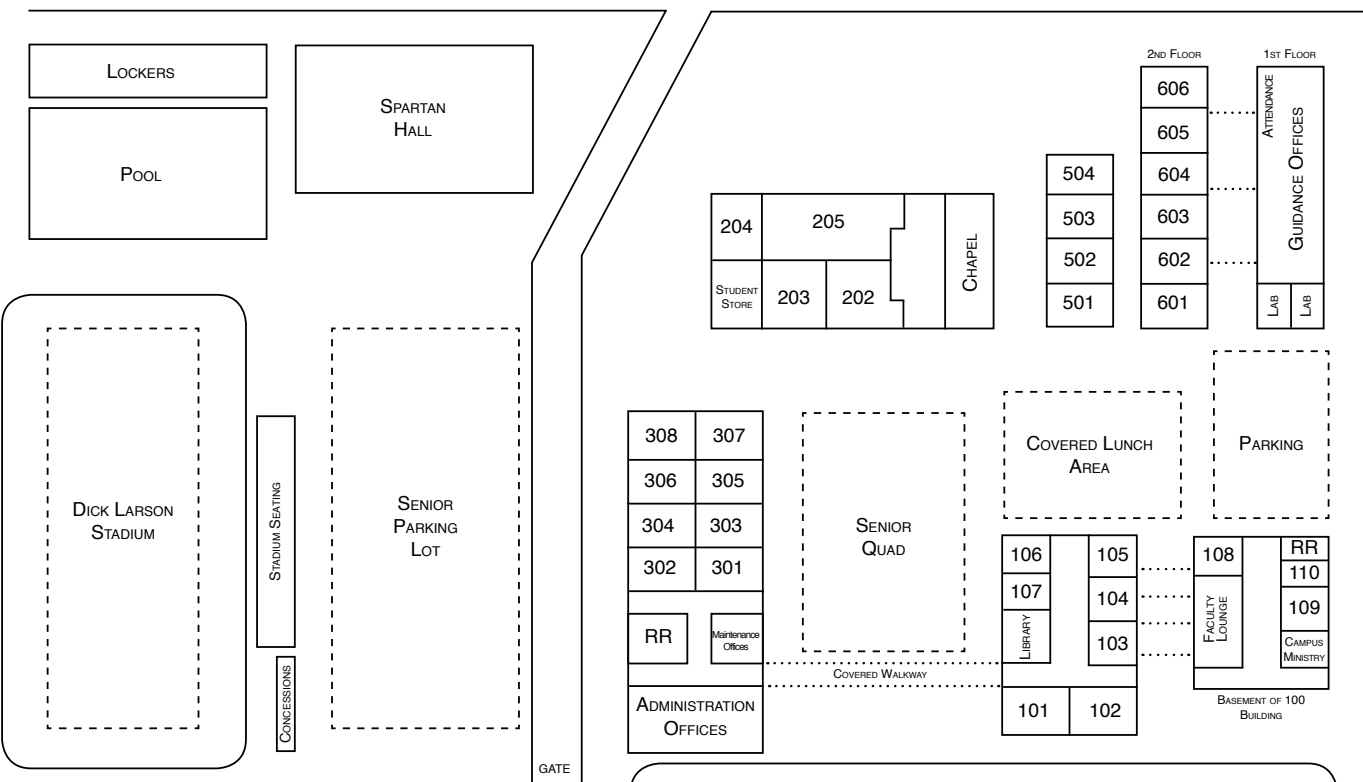 Lockers
Pool
Spartan
Hall
2nd Floor
1st Floor
606
605
604
603
602
601
Attendance
Guidance Offices
Lab
Lab
504
503
502
501
204
205
Student
Store
203
202
Chapel
Dick Larson
Stadium
Stadium Seating
Concessions
Senior
Parking
Lot
Gate
308
307
306
305
304
303
302
301
RR
Maintenance
Offices
Administration
Offices
Senior
Quad
Covered Walkway
Covered Lunch
Area
Parking
106
105
107
104
Library
103
101
102
108
RR
110
109
Faculty
Lounge
Campus
Ministry
Basement of 100
Building